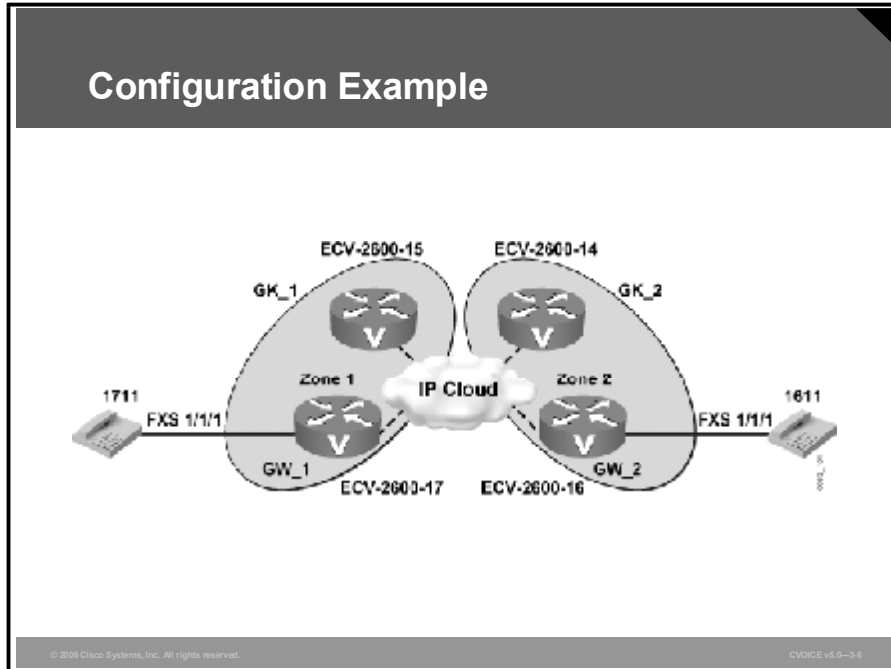 Configuration Example
ECV-2600-15
ECV-2600-14
GK_1
GK_2
V
V
Zone 1
IP Cloud
Zone 2
1711
1611
FXS 1/1/1
FXS 1/1/1
V
V
GW_1
GW_2
ECV-2600-17
ECV-2600-16
© 2006 Cisco Systems, Inc. All rights reserved.
CVOICE v5.0—3-6